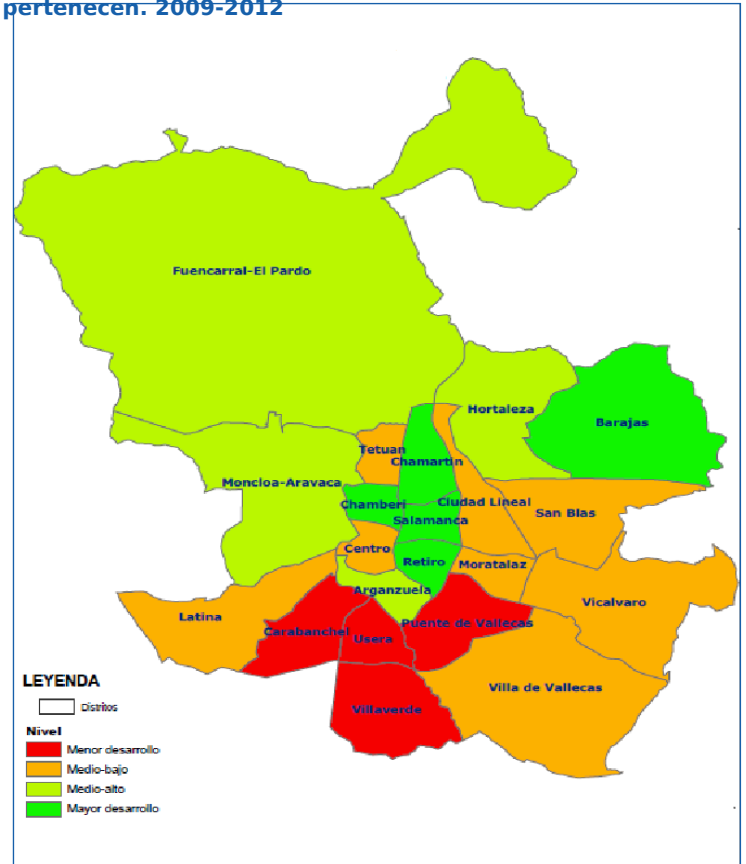 pertenecen. 2009-2012
Fuencarral-El Pardo
Hortaleza
Barajas
Tetuan
Chamartin
Moncloa-Aravaca
Chamberi
Ciudad Lineal
San Blas
Salamanca
Centro
Retiro
Moratalaz
Arganzuela
Vicalvaro
Latina
Carabanchel
Puente de Vallecas
Usera
Villa de Vallecas
Villaverde
LEYENDA
Distritos
Nivel
Menor desarrollo
Medio-bajo
Medio-alto
Mayor desarrollo